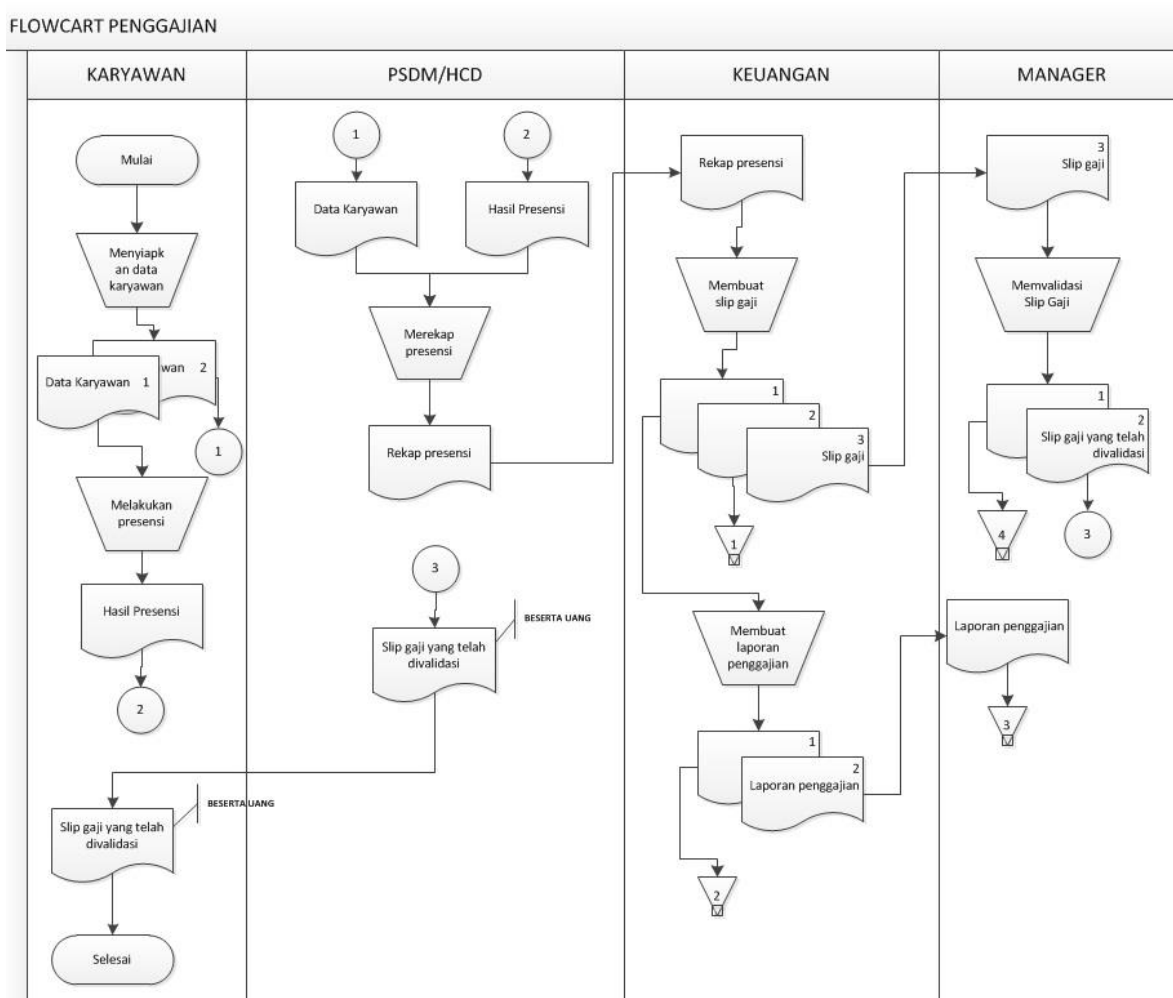 FLOWCART PENGGAJIAN
KARYAWAN
PSDM/HCD
KEUANGAN
MANAGER
Mulai
Menyiapk
an data
karyawan
Data Karyawan 1
wan 2
1
Melakukan
presensi
Hasil Presensi
2
Slip gaji yang telah
divalidasi
BESERTA UANG
Selesai
1
2
Data Karyawan
Hasil Presensi
Merekap
presensi
Rekap presensi
3
Slip gaji yang telah
divalidasi
BESERTA UANG
Rekap presensi
Membuat
slip gaji
1
2
3
Slip gaji
1
Membuat
laporan
penggajian
1
2
Laporan penggajian
2
3
Slip gaji
Memvalidasi
Slip Gaji
1
2
Slip gaji yang telah
divalidasi
4
3
Laporan penggajian
3